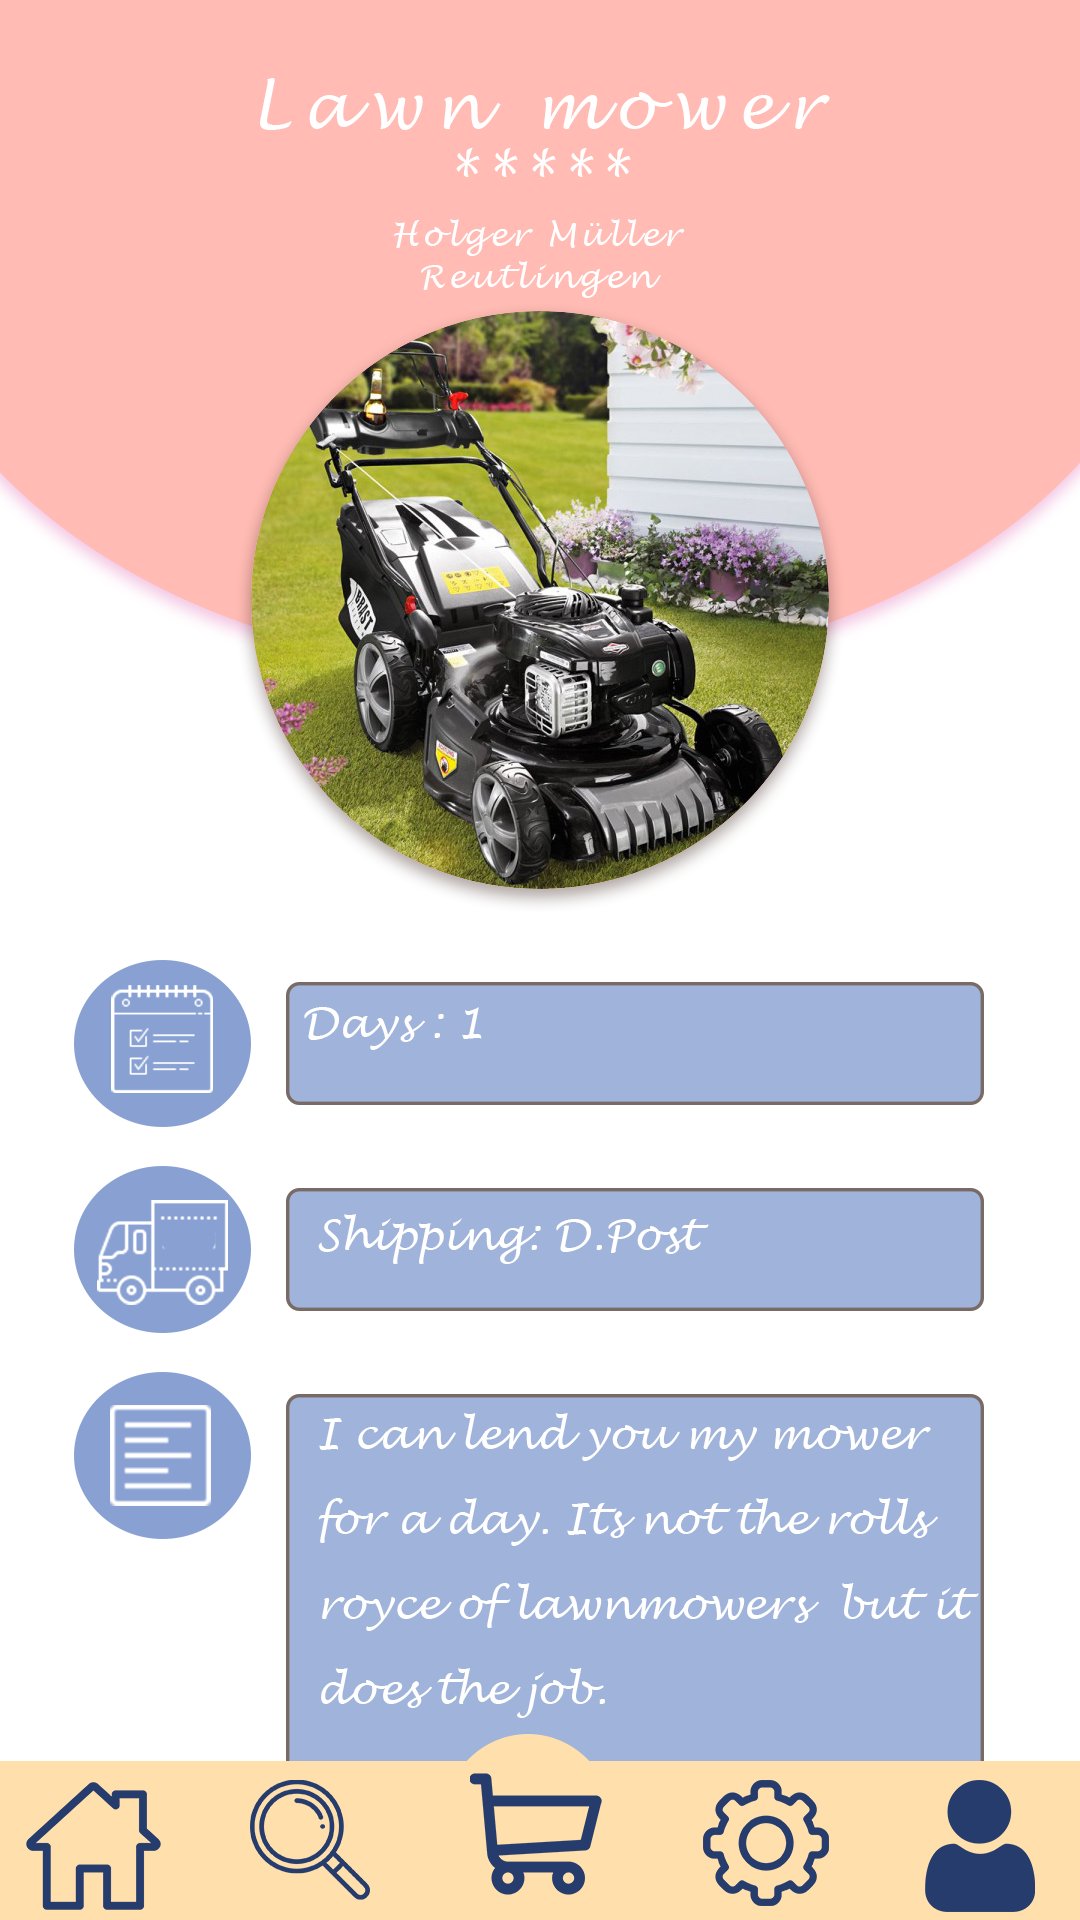 Lawn mower
*****
Holger Müller
Reutlingen
BRAST
Days : 1
Shipping: D.Post
I can lend you my mower
for a day. Its not the rolls
royce of lawnmowers but it
does the job.